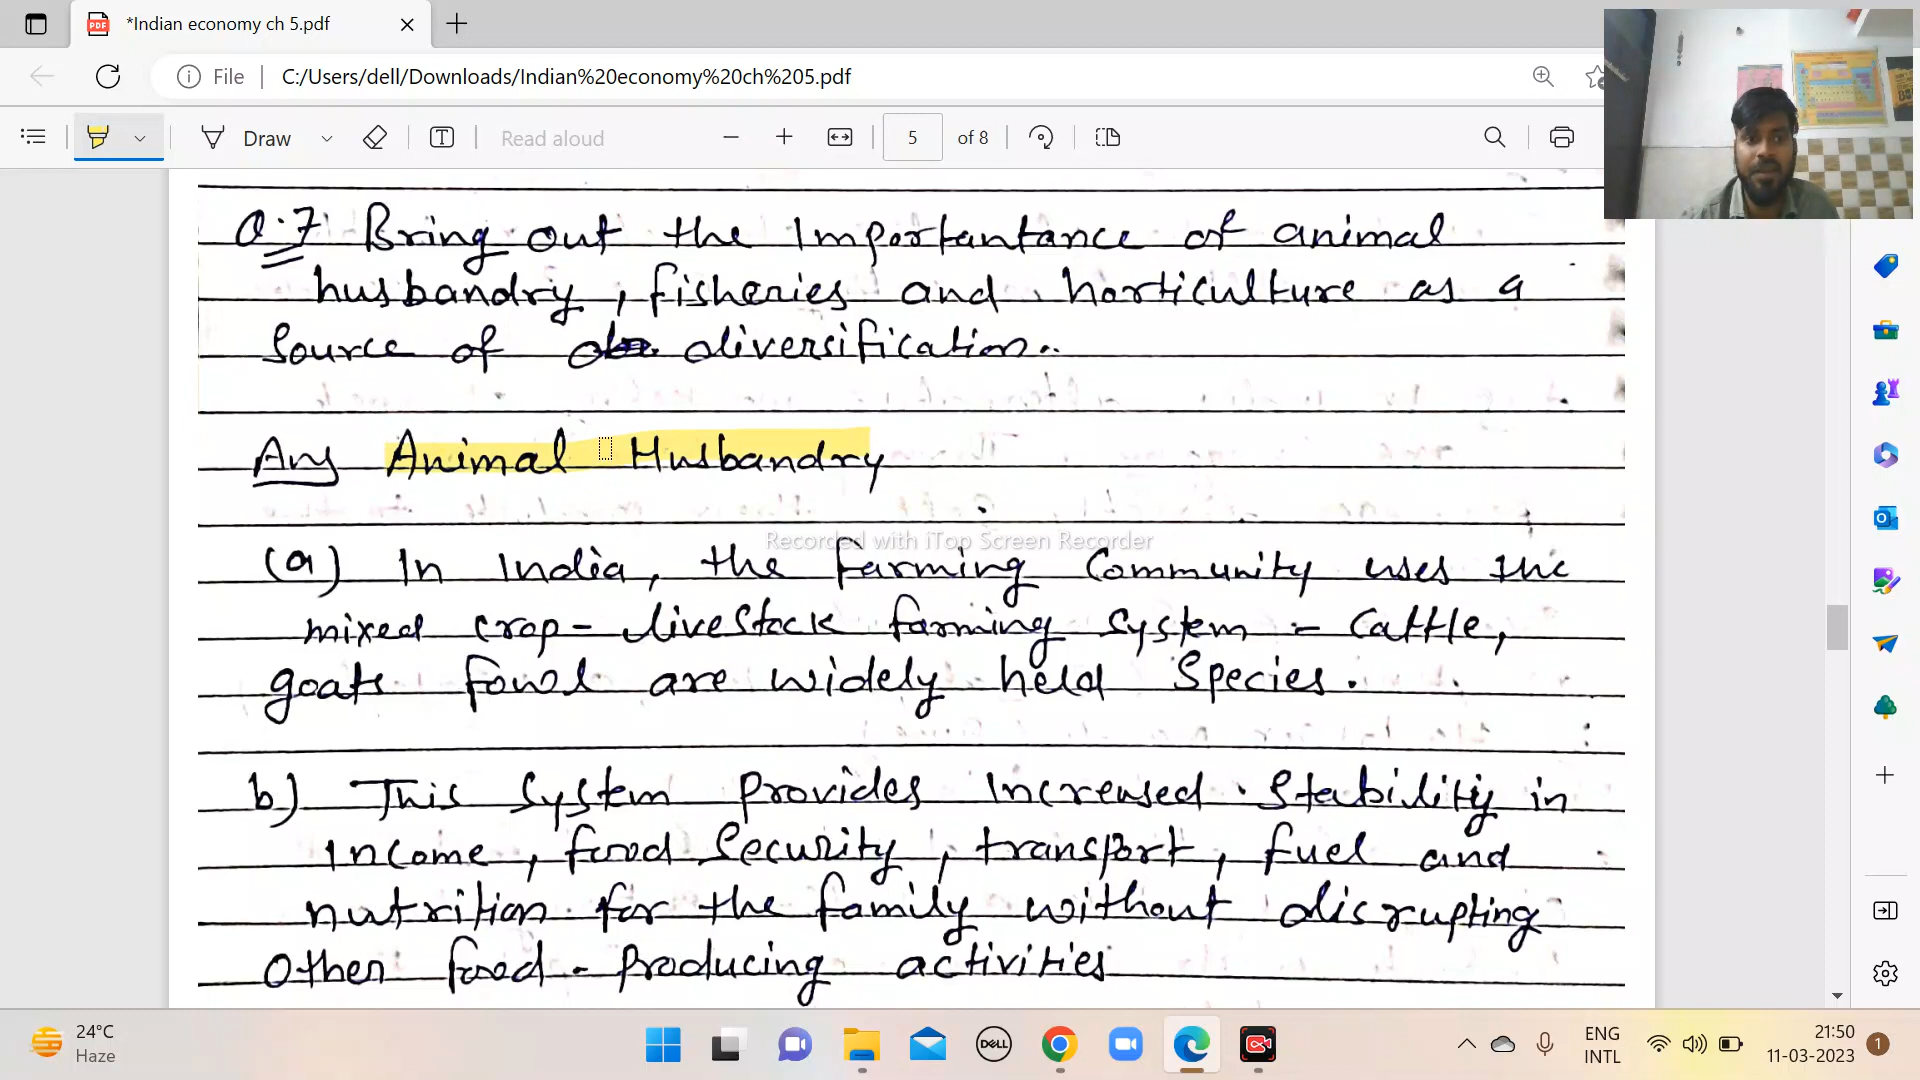 *Indian economy ch 5.pdf
File
C:/Users/dell/Downloads/Indian%20economy%20ch%205.pdf
Draw
Read aloud
5 of 8
Q.7 Bring out the Importantance of animal
husbandry, fisheries and horticulture as a
Source of diversification..
Ans Animal Husbandry
Recorded with iTop Screen Recorder
(a) In India, the farming Community uses the
mixed crop-livestock farming system - Cattle,
goats fowl are widely held Species.
b) This System Provides Increased Stability in
Income, food Security, transport, fuel and
nutrition for the family without disrupting
Other food - Producing activities
24°C
Haze
DELL
ENG
INTL
21:50
11-03-2023
1